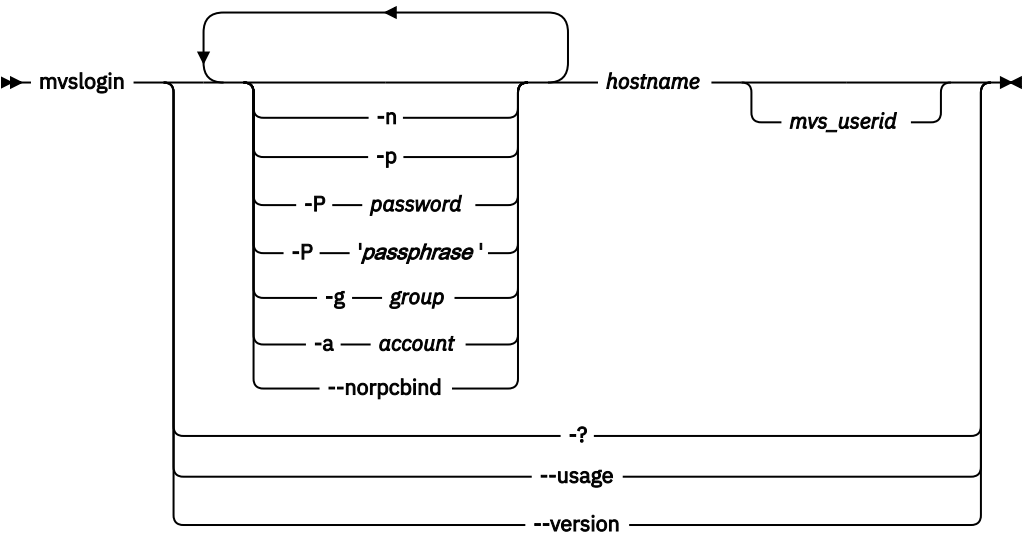 mvslogin hostname
mvs_userid
-n
-p
-P password
-P 'passphrase'
-g group
-a account
--norpcbind
-?
--usage
--version